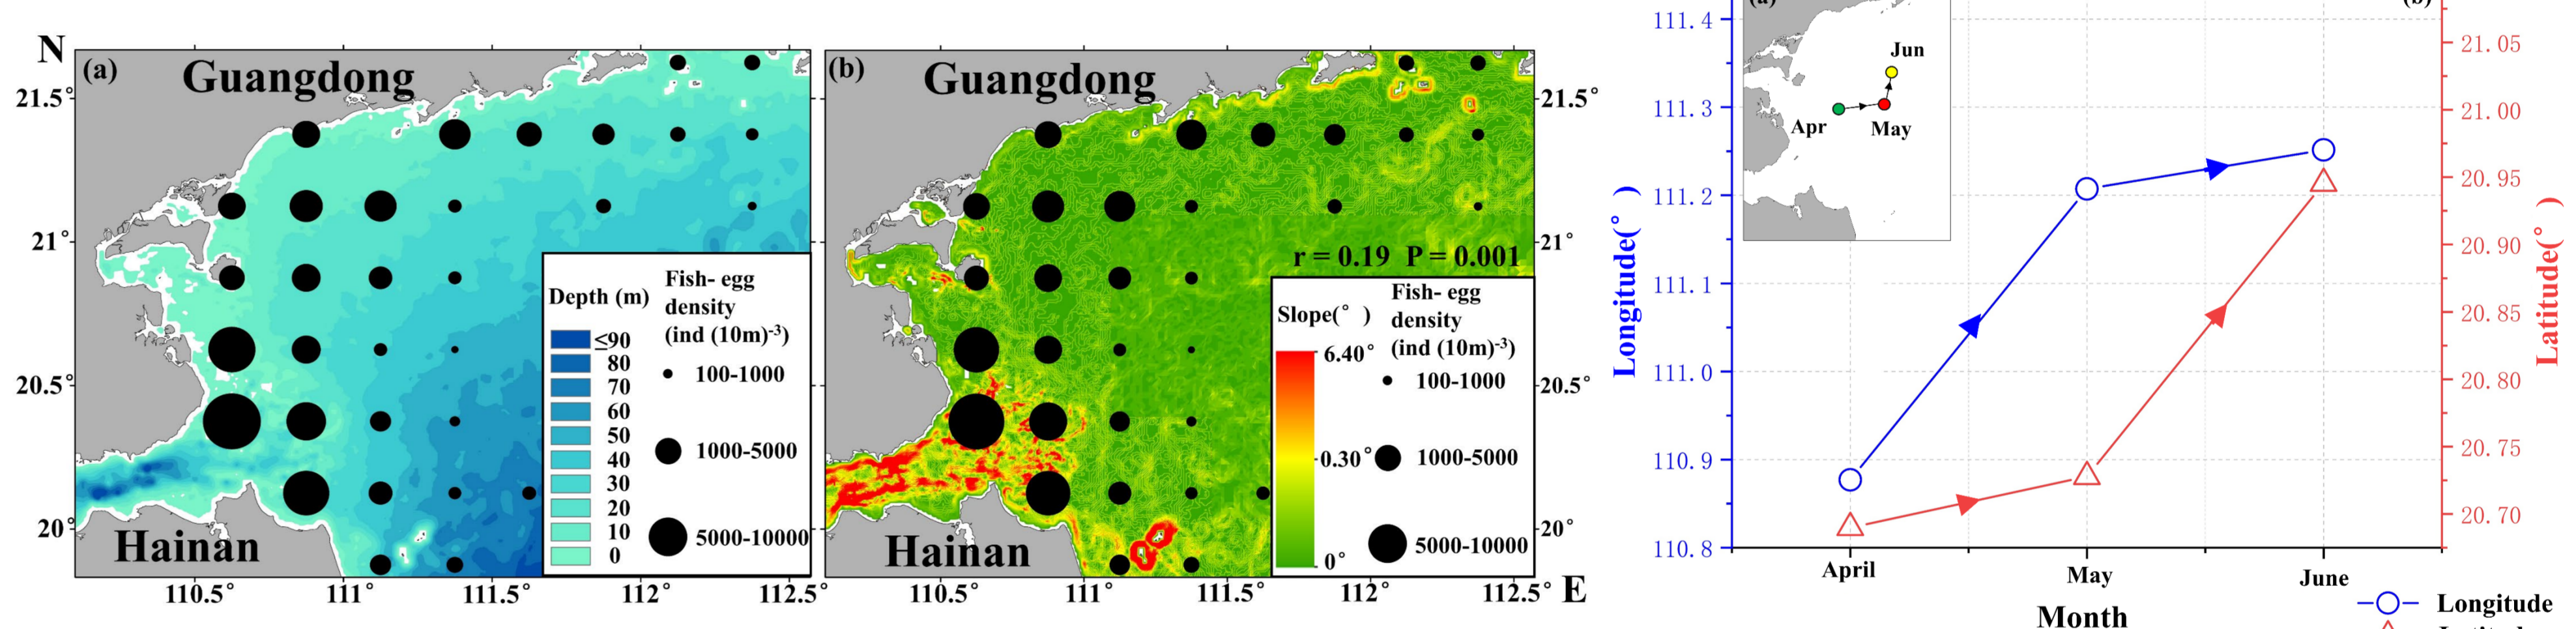 N
(a)
Guangdong
21.5°
21°
20.5°
20°
Hainan
Depth (m)
≤90
80
70
60
50
40
30
20
10
0
Fish- egg
density
(ind (10m)-3)
100-1000
1000-5000
5000-10000
110.5°
111°
111.5°
112°
112.5°
(b)
Guangdong
21.5°
21°
20.5°
20°
r = 0.19 P = 0.001
Hainan
Slope(°)
6.40°
0.30°
0°
Fish- egg
density
(ind (10m)-3)
100-1000
1000-5000
5000-10000
110.5°
111°
111.5°
112°
112.5°
E
(a)
(b)
Jun
Apr
May
Longitude(°)
111.4
111.3
111.2
111.1
111.0
110.9
110.8
Latitude(°)
21.05
21.00
20.95
20.90
20.85
20.80
20.75
20.70
April
May
June
Month
Longitude